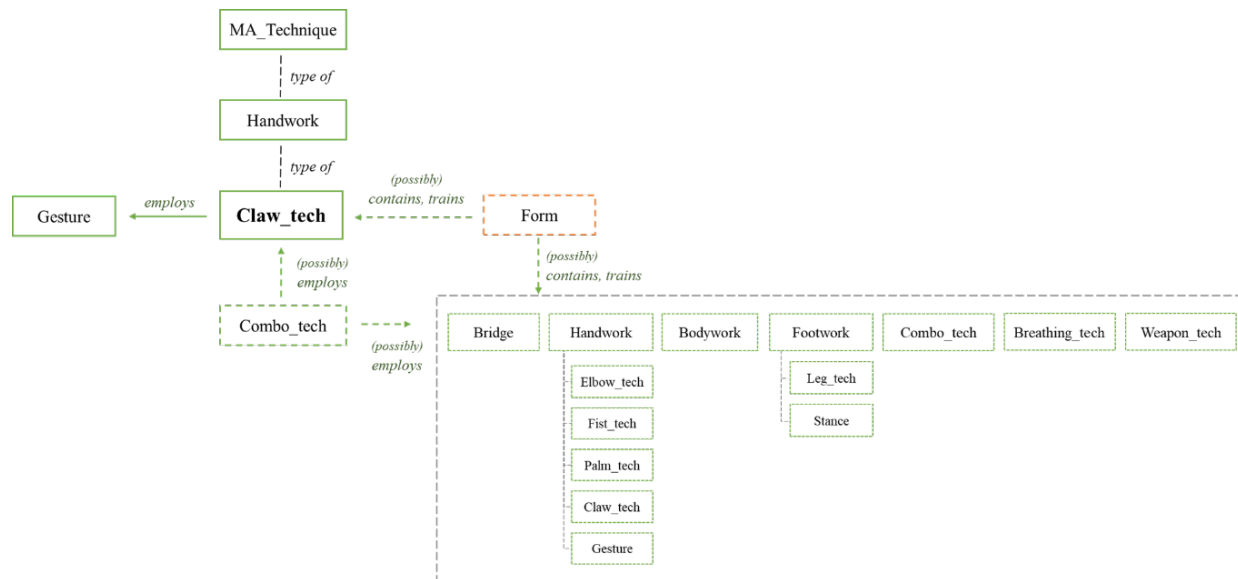 MA_Technique
type of
Handwork
type of
(possibly)
contains, trains
employs
Gesture
Claw_tech
Form
(possibly)
employs
(possibly)
contains, trains
Combo_tech
(possibly)
employs
Bridge
Handwork
Bodywork
Footwork
Combo_tech
Breathing_tech
Weapon_tech
Elbow_tech
Fist_tech
Palm_tech
Claw_tech
Gesture
Leg_tech
Stance